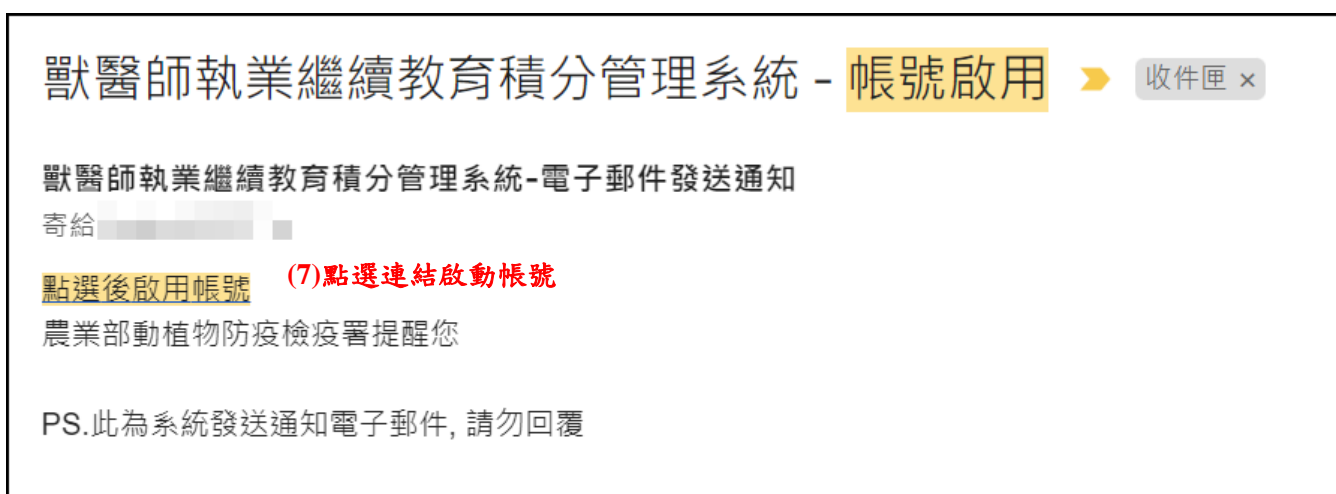 獸醫師執業繼續教育積分管理系統 - 帳號啟用 收件匣 ×
獸醫師執業繼續教育積分管理系統-電子郵件發送通知
寄給
點選後啟用帳號 (7)點選連結啟動帳號
農業部動植物防疫檢疫署提醒您
PS.此為系統發送通知電子郵件, 請勿回覆